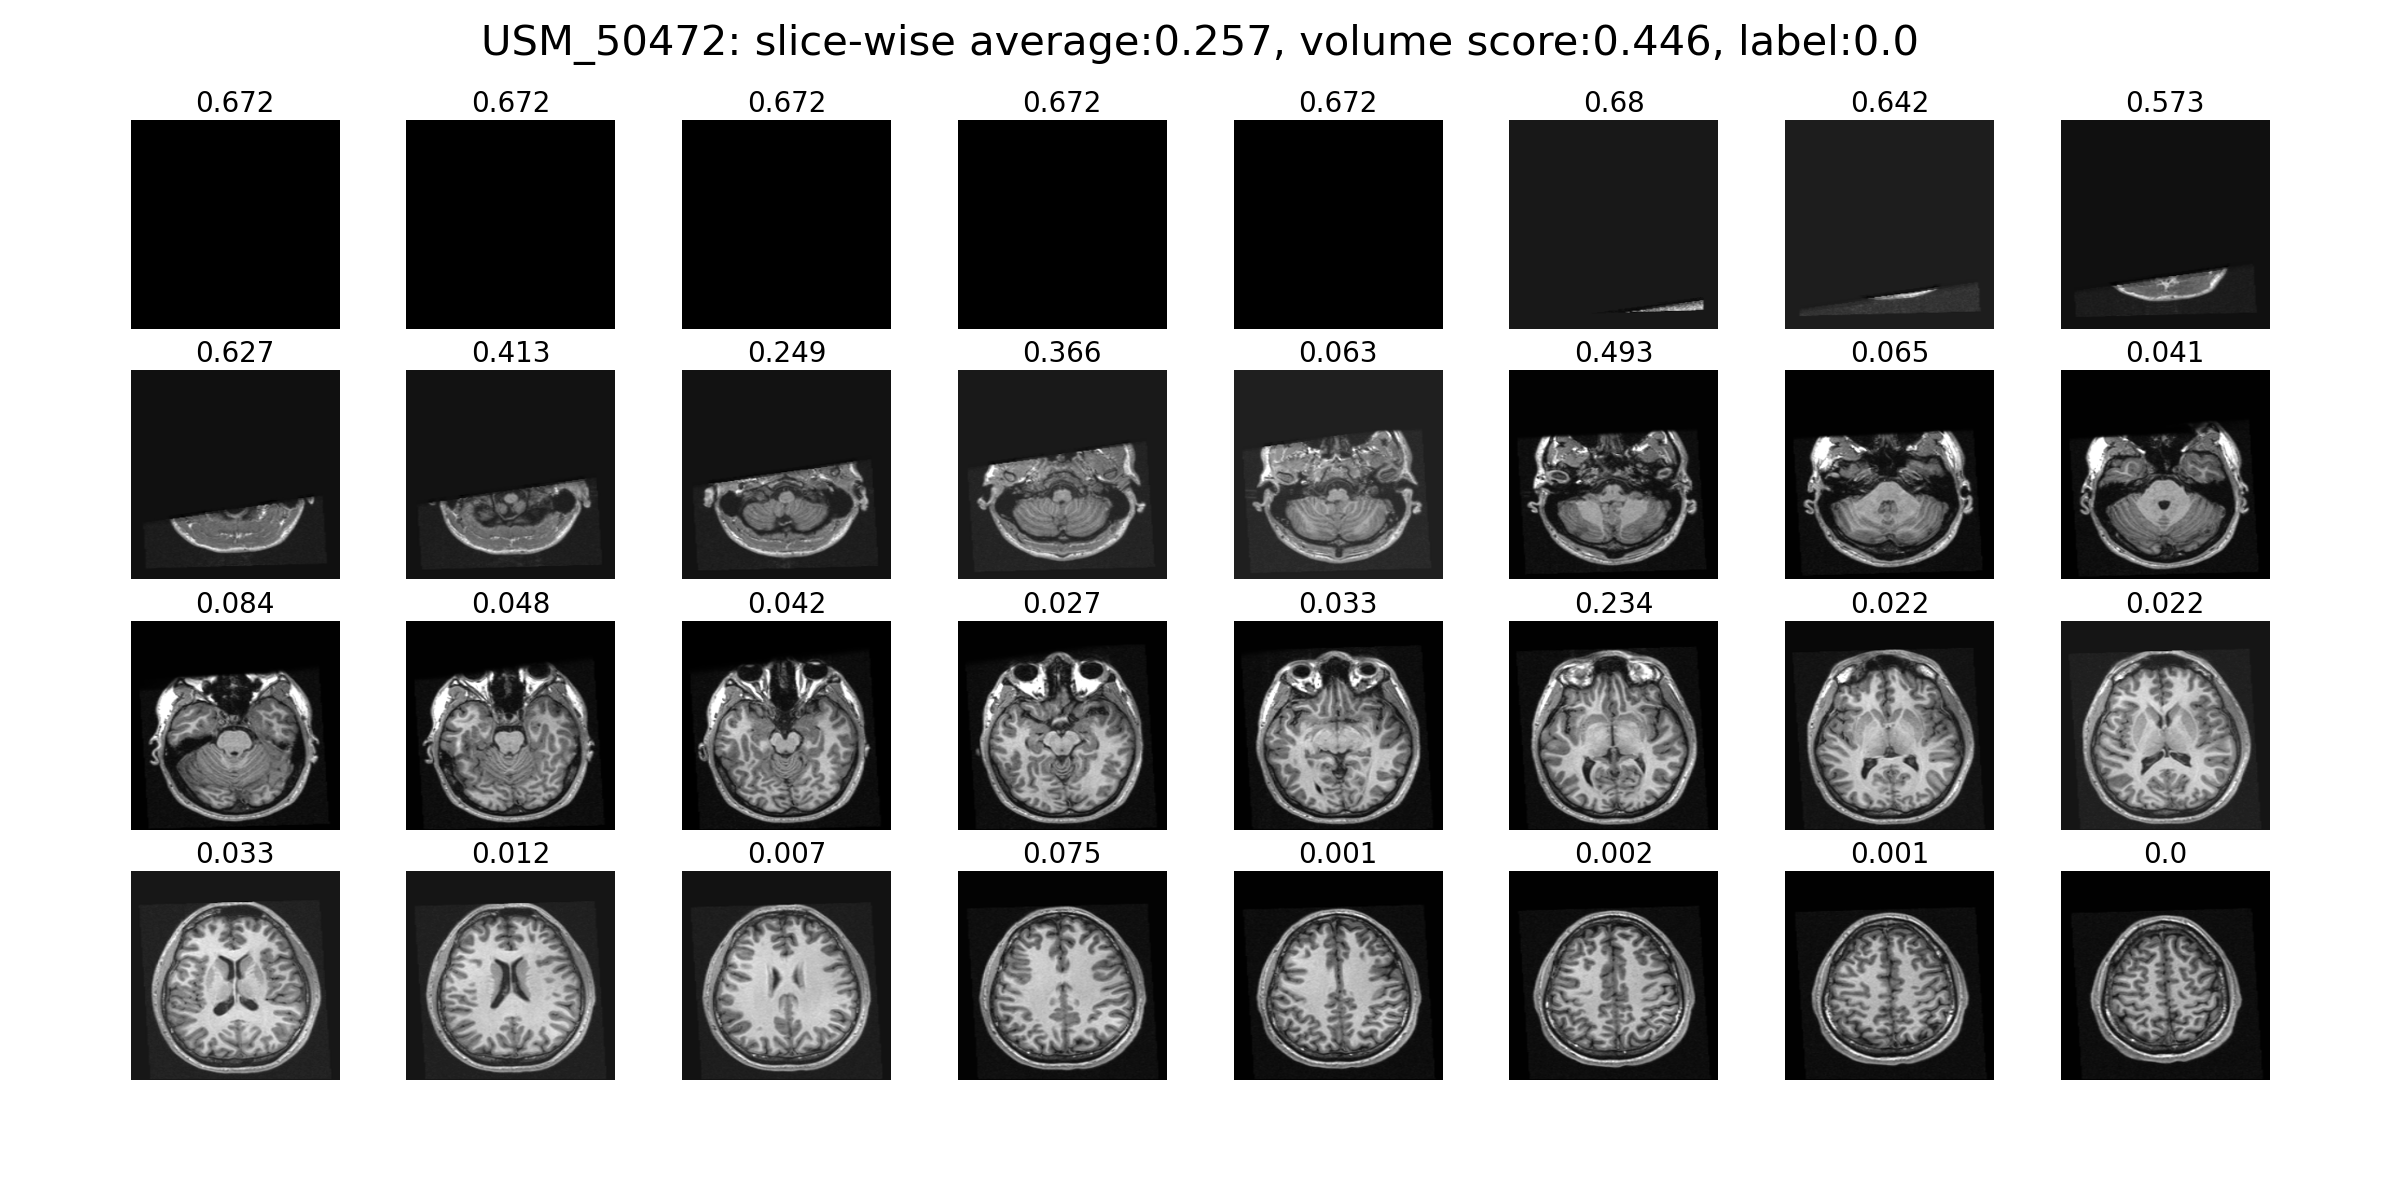 USM_50472: slice-wise average:0.257, volume score:0.446, label:0.0
0.672 0.672 0.672 0.672 0.672 0.68 0.642 0.573
0.627 0.413 0.249 0.366 0.063 0.493 0.065 0.041
0.084 0.048 0.042 0.027 0.033 0.234 0.022 0.022
0.033 0.012 0.007 0.075 0.001 0.002 0.001 0.0